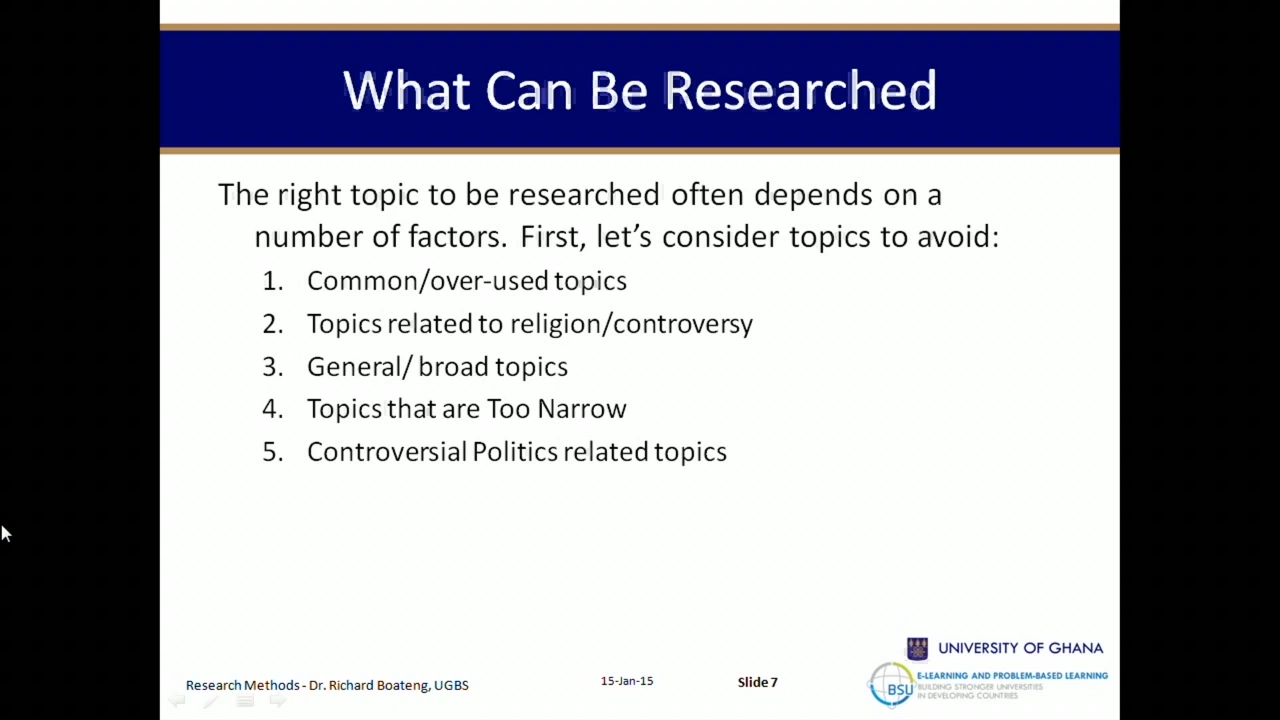 What Can Be Researched
The right topic to be researched often depends on a
number of factors. First, let's consider topics to avoid:
1. Common/over-used topics
2. Topics related to religion/controversy
3. General/ broad topics
4. Topics that are Too Narrow
5. Controversial Politics related topics
UNIVERSITY OF GHANA
Research Methods - Dr. Richard Boateng, UGBS
15-Jan-15
Slide 7
BSU
E-LEARNING AND PROBLEM-BASED LEARNING
BUILDING STRONGER UNIVERSITIES
IN DEVELOPING COUNTRIES